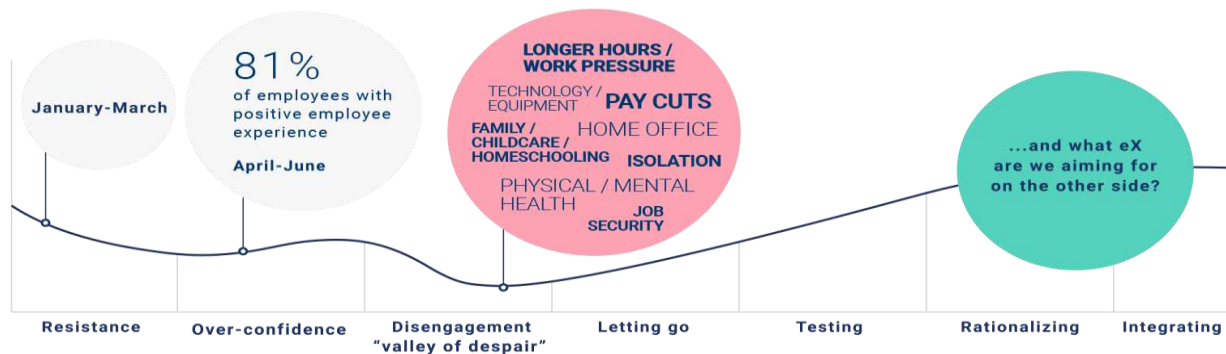 January-March
81%
of employees with
positive employee
experience
April-June
LONGER HOURS /
WORK PRESSURE
TECHNOLOGY /
EQUIPMENT
PAY CUTS
FAMILY /
CHILDCARE /
HOMESCHOOLING
HOME OFFICE
ISOLATION
PHYSICAL / MENTAL
HEALTH
JOB
SECURITY
...and what eX
are we aiming for
on the other side?
Resistance
Over-confidence
Disengagement
“valley of despair”
Letting go
Testing
Rationalizing
Integrating